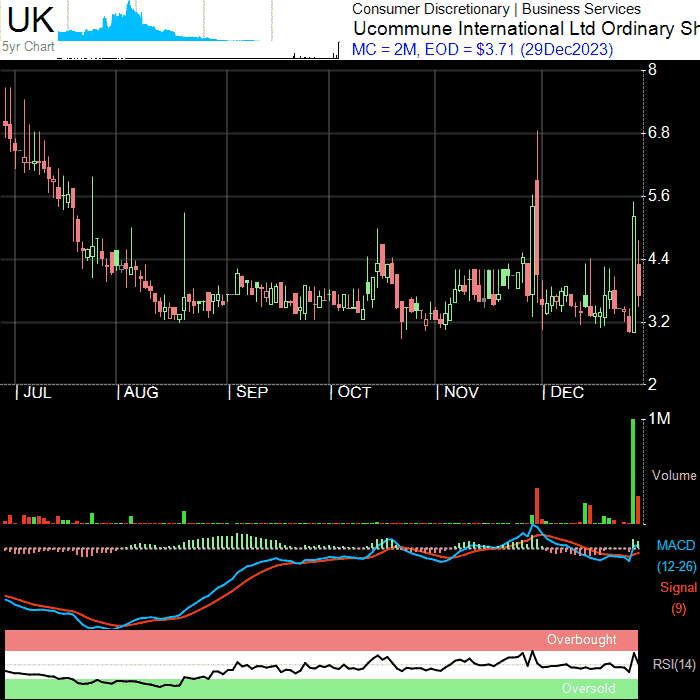 UK
5yr Chart
Consumer Discretionary | Business Services
Ucommune International Ltd Ordinary Sh
MC = 2M, EOD = $3.71 (29Dec2023)
8
6.8
5.6
4.4
3.2
2
JUL AUG SEP OCT NOV DEC
1M
Volume
MACD
(12-26)
Signal
(9)
Overbought
RSI(14)
Oversold